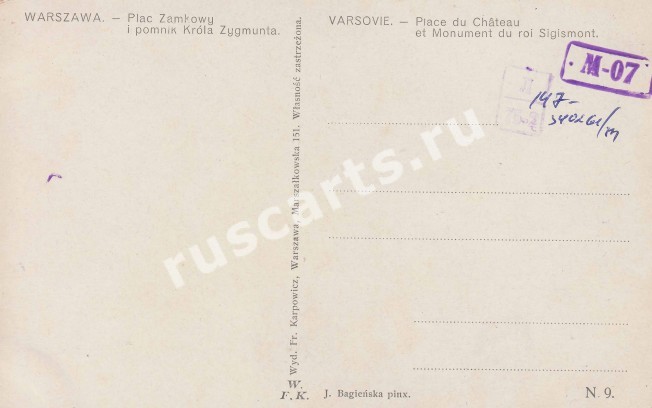 WARSZAWA. – Plac Zamkowy
i pomnik Króla Zygmunta.
VARSOVIE. – Place du Château
et Monument du roi Sigismont.
M-07
147-
Wyd. Fr. Karpowicz, Warszawa, Marszałkowska 151. Własność zastrzeżona.
ruscarts.ru
W.
F. K.
J. Bagieńska pinx.
N 9.